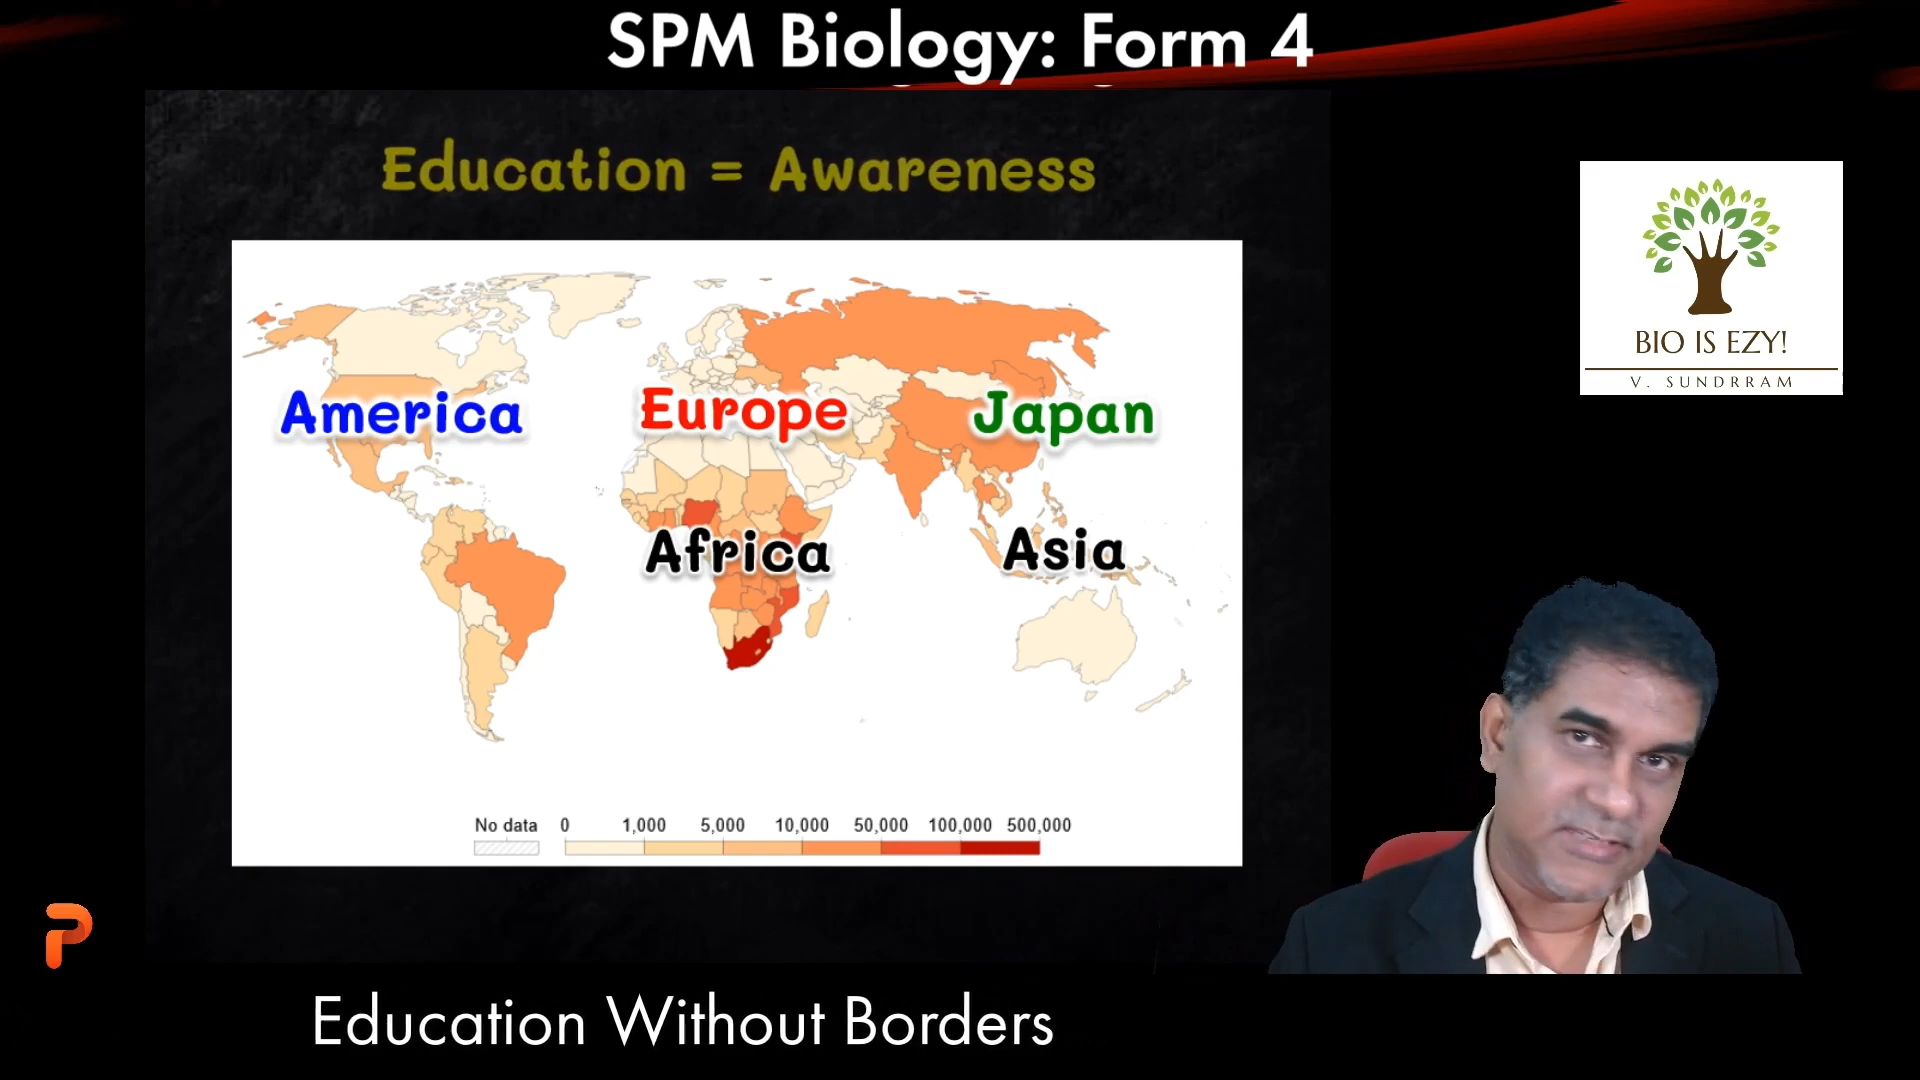 SPM Biology: Form 4
Education = Awareness
BIO IS EZY!
V. SUNDRRAM
America
Europe
Japan
Africa
Asia
No data 0 1,000 5,000 10,000 50,000 100,000 500,000
Education Without Borders